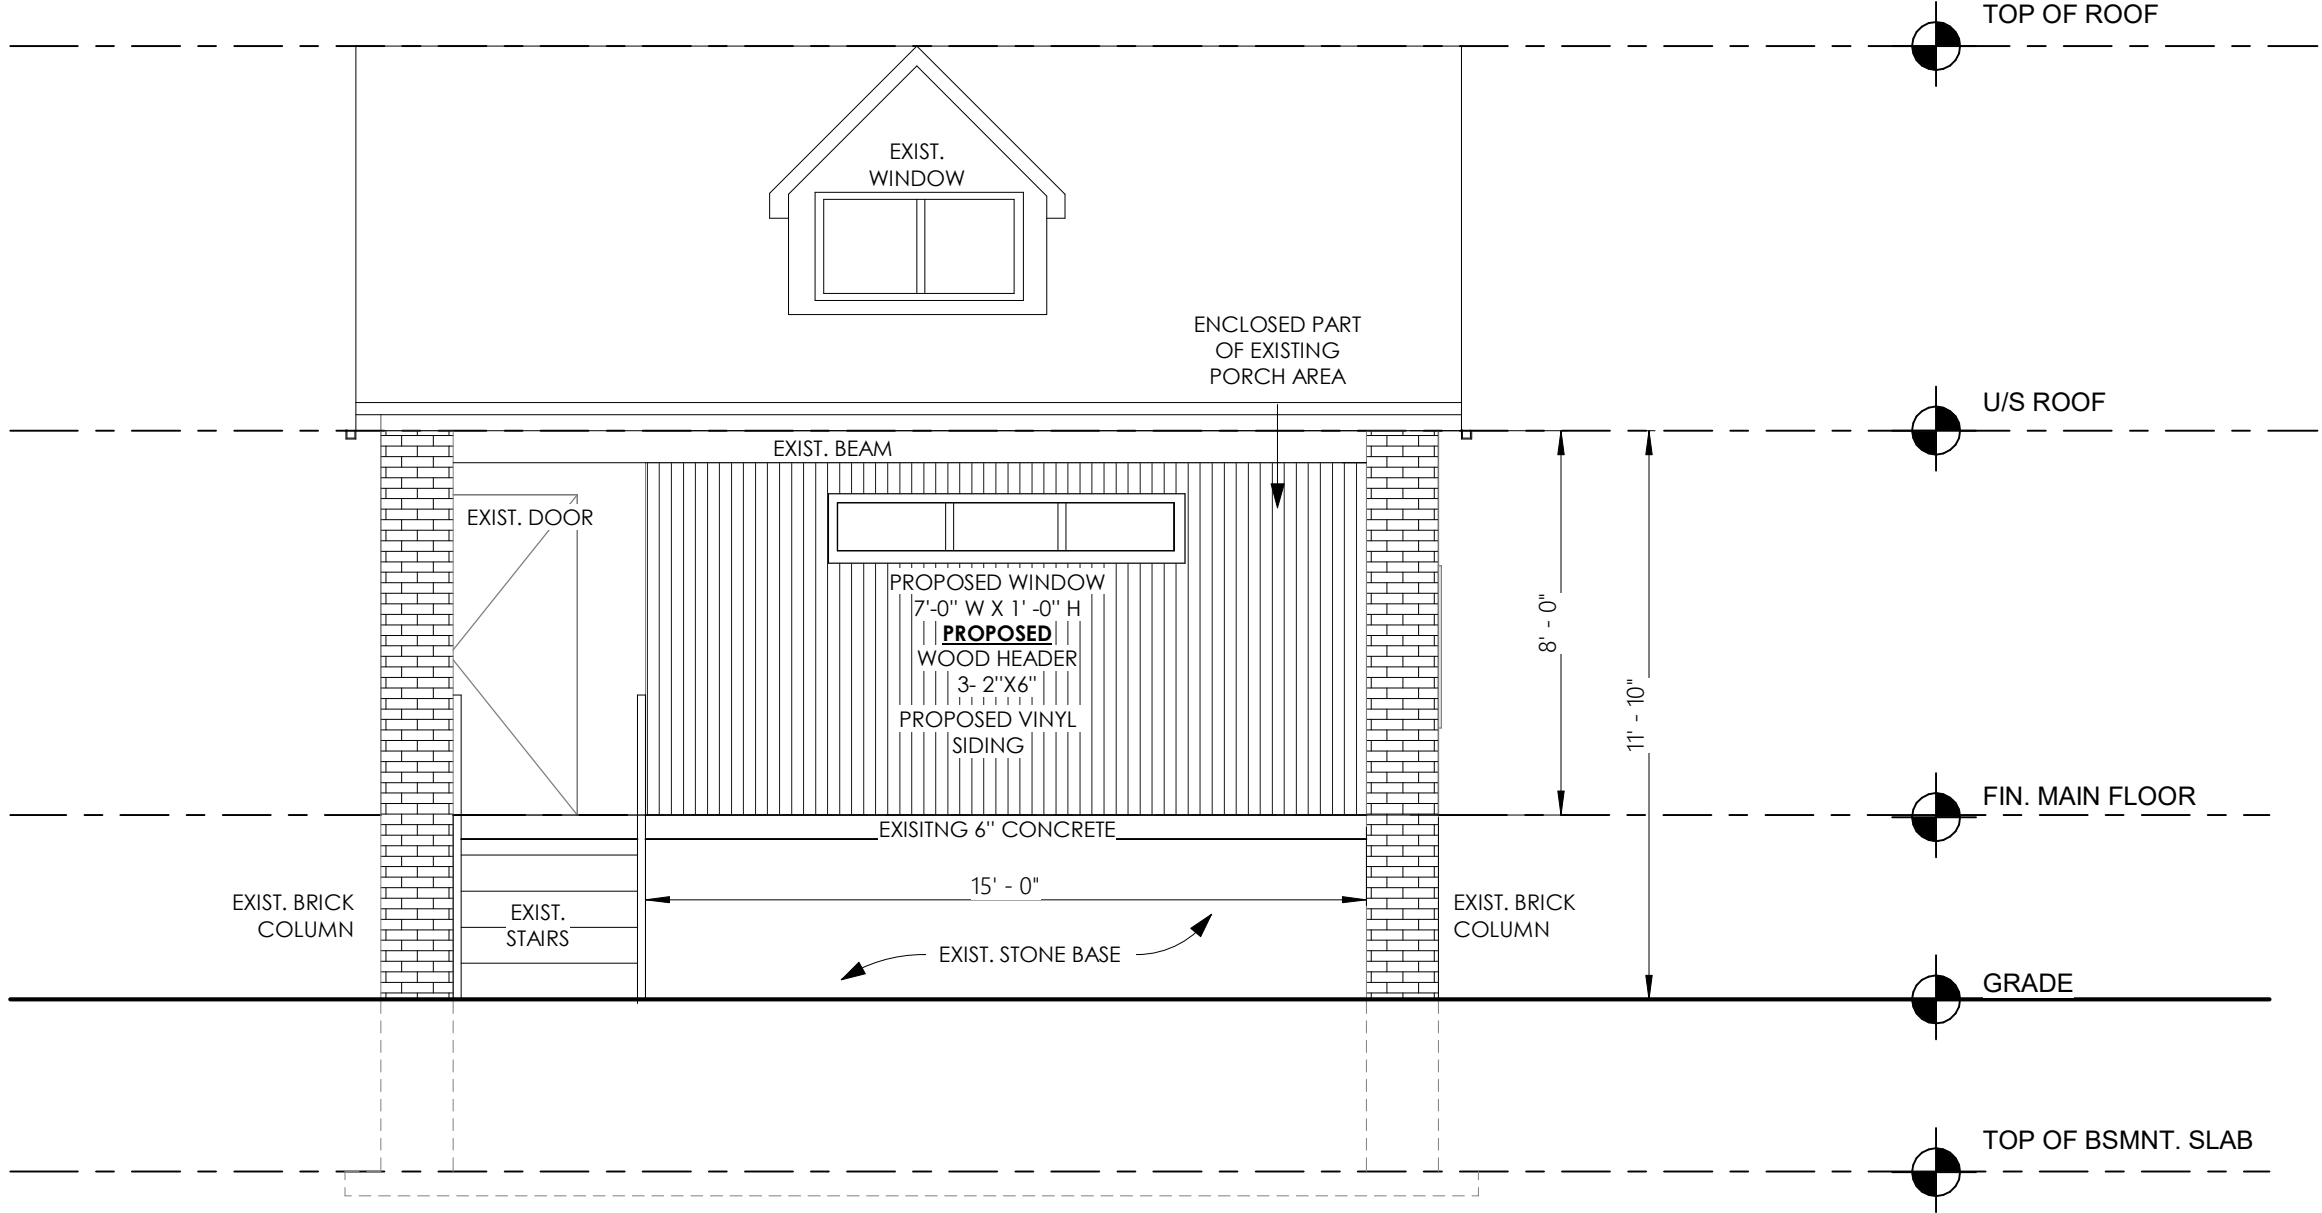 TOP OF ROOF
EXIST.
WINDOW
ENCLOSED PART
OF EXISTING
PORCH AREA
U/S ROOF
EXIST. BEAM
EXIST. DOOR
PROPOSED WINDOW
7'-0" W X 1' -0" H
PROPOSED
WOOD HEADER
3- 2"X6"
PROPOSED VINYL
SIDING
8' - 0"
11' - 10"
FIN. MAIN FLOOR
EXISITNG 6" CONCRETE
15' - 0"
EXIST. BRICK
COLUMN
EXIST.
STAIRS
EXIST. STONE BASE
EXIST. BRICK
COLUMN
GRADE
TOP OF BSMNT. SLAB